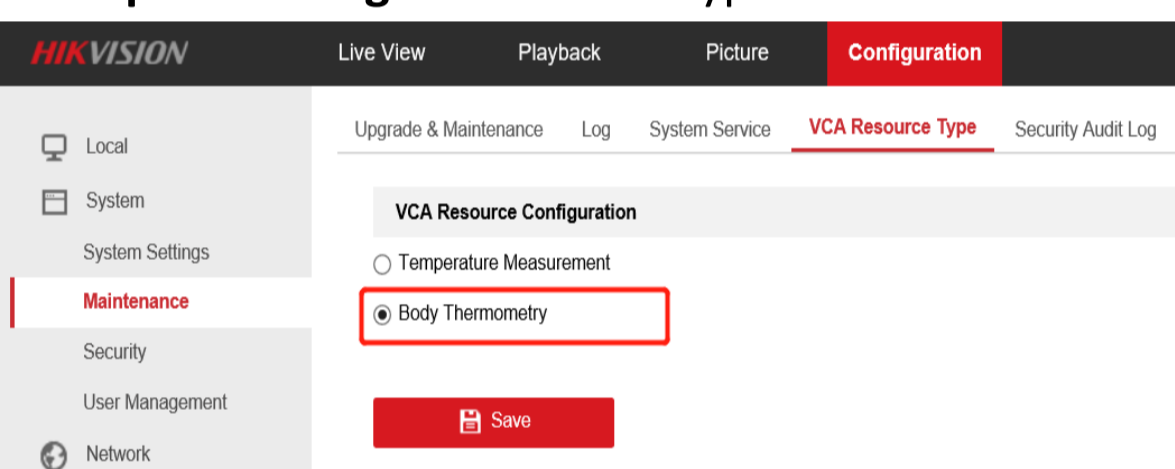 HIKVISION Live View Playback Picture Configuration
Upgrade & Maintenance Log System Service VCA Resource Type Security Audit Log
Local
System
System Settings
Maintenance
Security
User Management
Network
VCA Resource Configuration
Temperature Measurement
Body Thermometry
Save